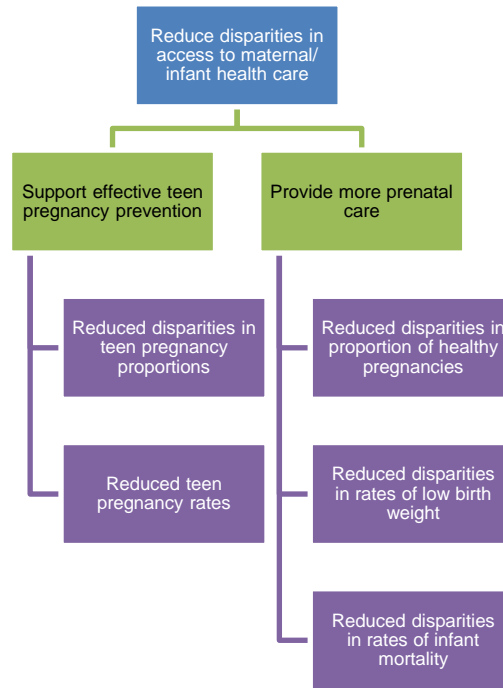 Reduce disparities in
access to maternal/
infant health care
Support effective teen
pregnancy prevention
Provide more prenatal
care
Reduced disparities in
teen pregnancy
proportions
Reduced teen
pregnancy rates
Reduced disparities in
proportion of healthy
pregnancies
Reduced disparities
in rates of low birth
weight
Reduced disparities
in rates of infant
mortality